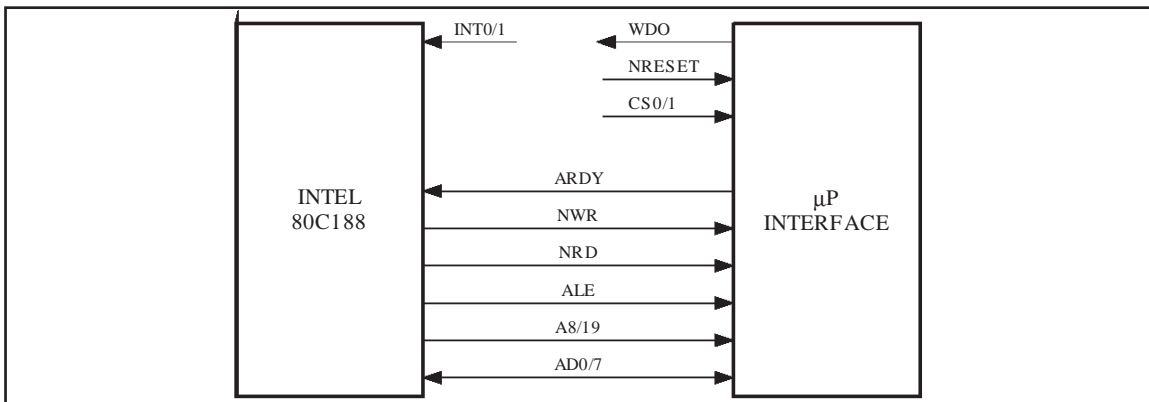 INT0/1
WDO
NRESET
CS0/1
ARDY
INTEL
80C188
µP
INTERFACE
NWR
NRD
ALE
A8/19
AD0/7